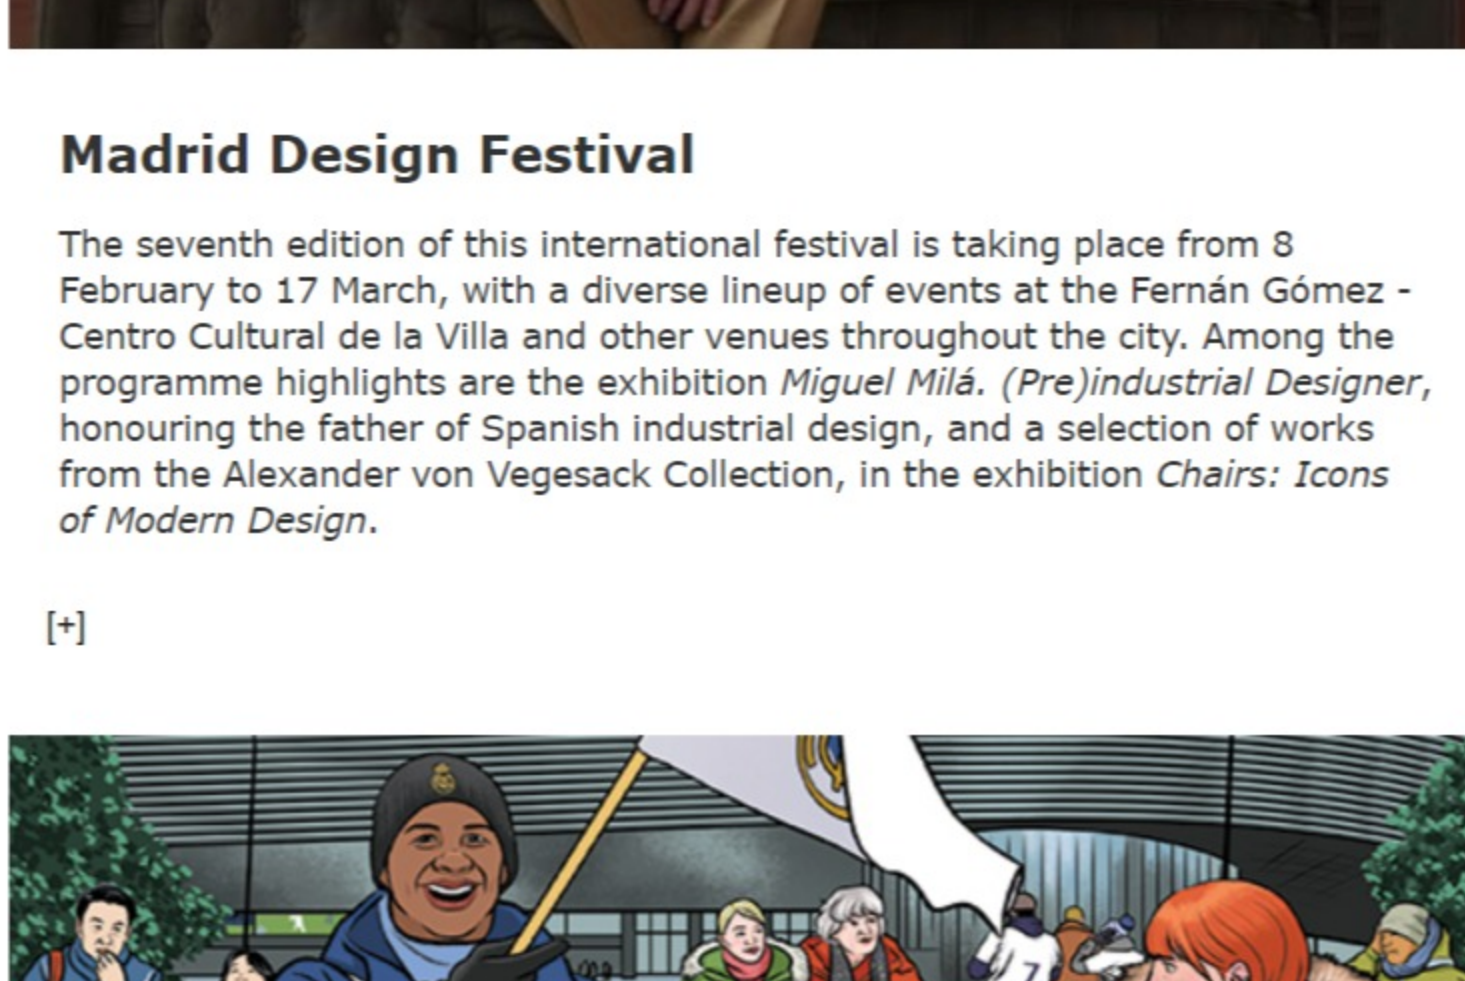 Madrid Design Festival
The seventh edition of this international festival is taking place from 8
February to 17 March, with a diverse lineup of events at the Fernán Gómez -
Centro Cultural de la Villa and other venues throughout the city. Among the
programme highlights are the exhibition Miguel Milá. (Pre)industrial Designer,
honouring the father of Spanish industrial design, and a selection of works
from the Alexander von Vegesack Collection, in the exhibition Chairs: Icons
of Modern Design.
[+]
7